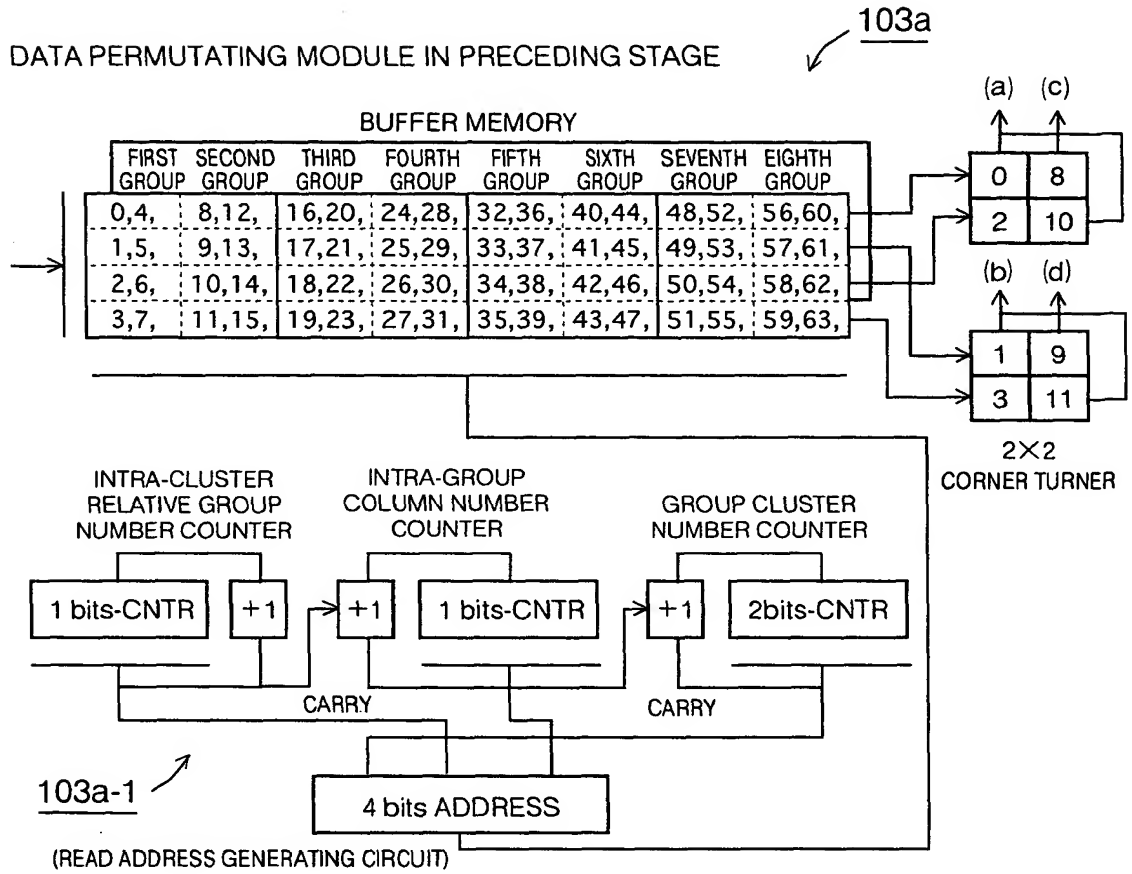 103a
DATA PERMUTATING MODULE IN PRECEDING STAGE
(a) (c)
BUFFER MEMORY
FIRST GROUP SECOND GROUP THIRD GROUP FOURTH GROUP FIFTH GROUP SIXTH GROUP SEVENTH GROUP EIGHTH GROUP
0,4, 8,12, 16,20, 24,28, 32,36, 40,44, 48,52, 56,60,
1,5, 9,13, 17,21, 25,29, 33,37, 41,45, 49,53, 57,61,
2,6, 10,14, 18,22, 26,30, 34,38, 42,46, 50,54, 58,62,
3,7, 11,15, 19,23, 27,31, 35,39, 43,47, 51,55, 59,63,
0 8
2 10
(b) (d)
1 9
3 11
2×2
CORNER TURNER
INTRA-CLUSTER
RELATIVE GROUP
NUMBER COUNTER
INTRA-GROUP
COLUMN NUMBER
COUNTER
GROUP CLUSTER
NUMBER COUNTER
1 bits-CNTR +1 +1 1 bits-CNTR +1 2bits-CNTR
CARRY CARRY
103a-1
4 bits ADDRESS
(READ ADDRESS GENERATING CIRCUIT)